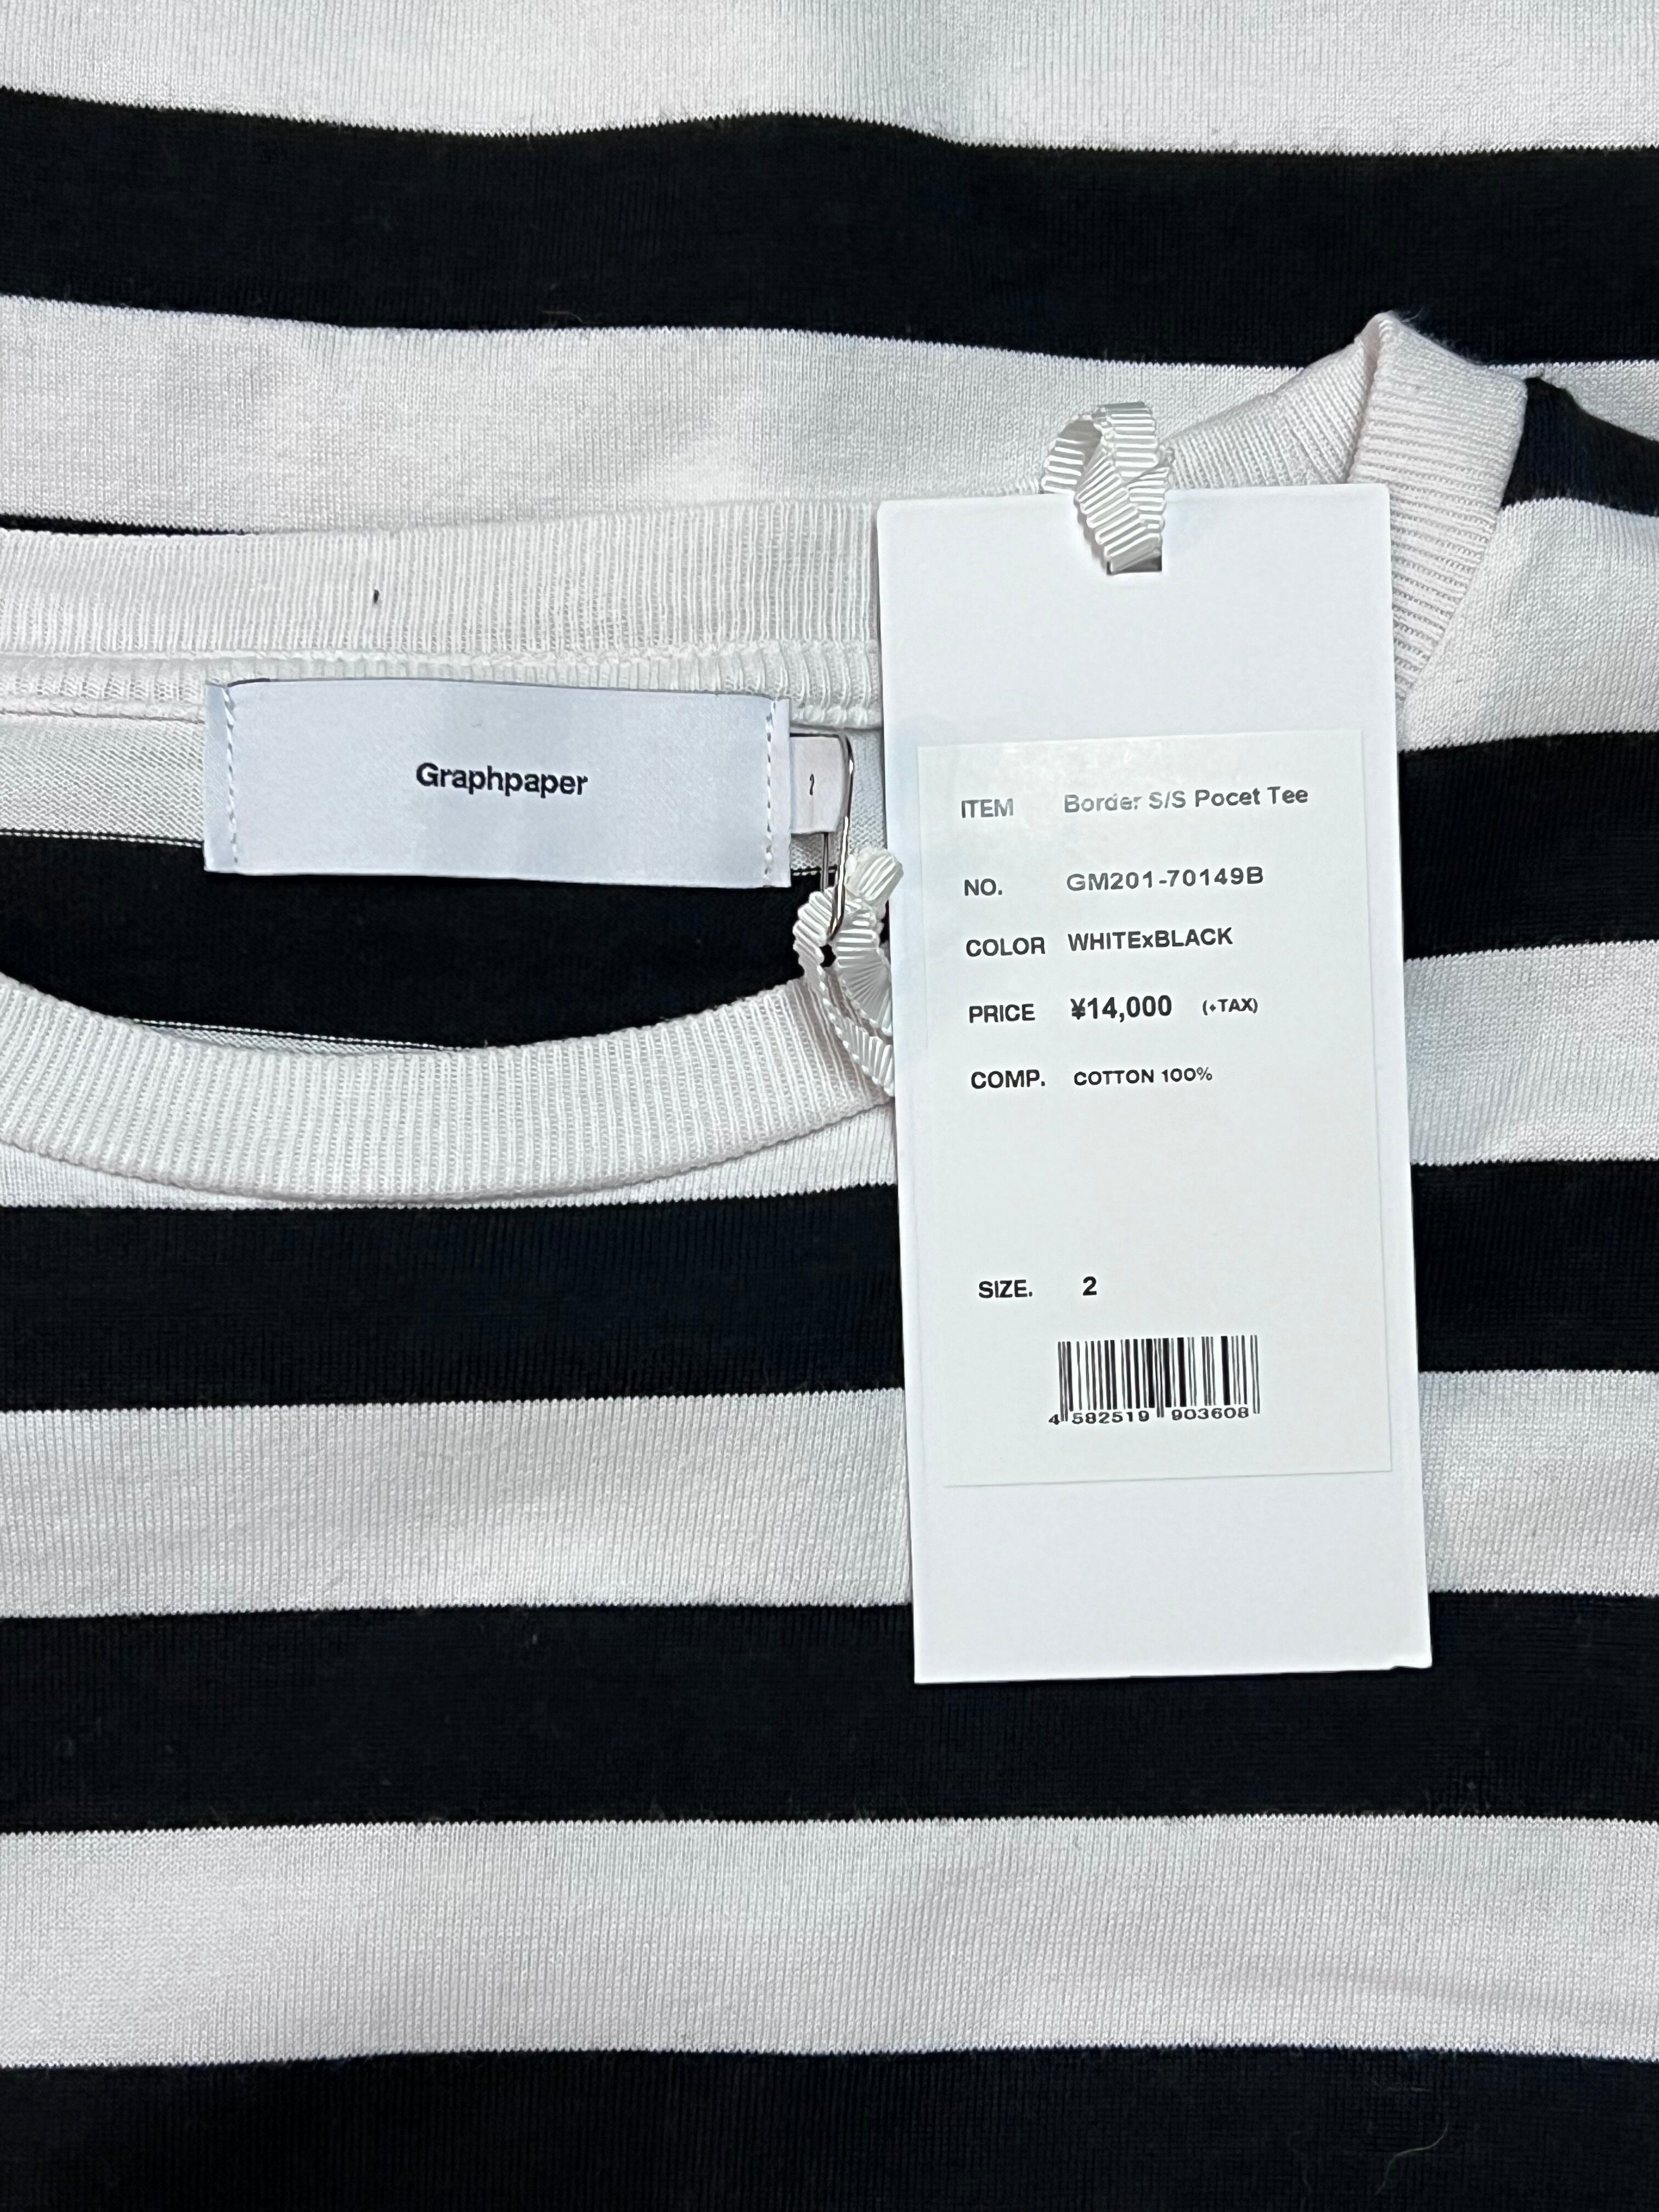 Graphpaper
ITEM Border S/S Pocet Tee
NO. GM201-70149B
COLOR WHITExBLACK
PRICE ¥14,000 (+TAX)
COMP. COTTON 100%
SIZE. 2
4 582519 903608